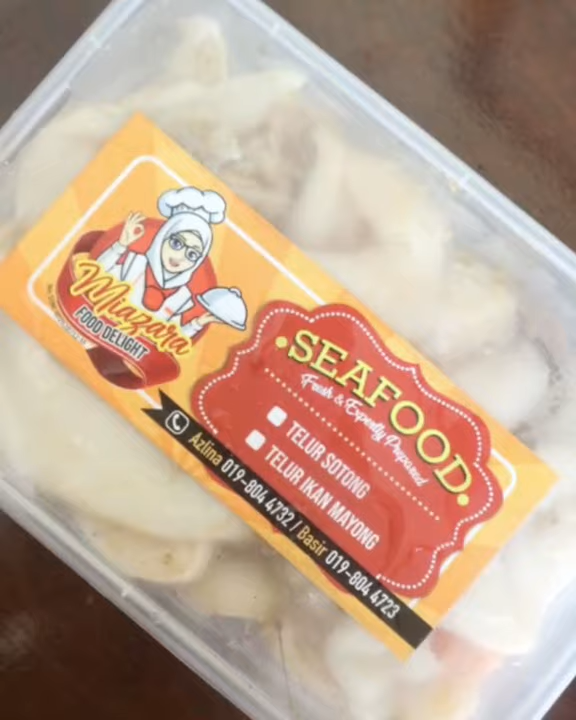 Miazara
FOOD DELIGHT
SEAFOOD
Fresh & Expertly Prepared
TELUR SOTONG
TELUR IKAN MAYONG
Azlina 019-804 4732 / Basir 019-804 4723